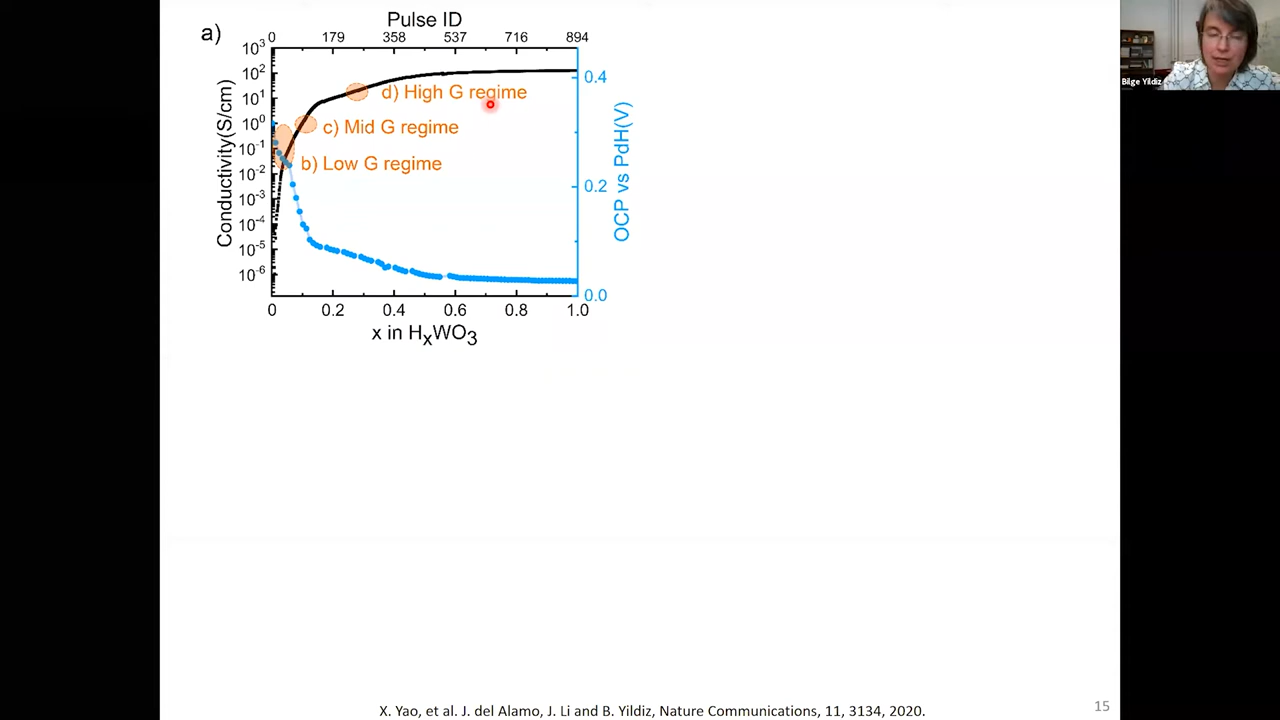 Pulse ID
a)
0 179 358 537 716 894
10³
10²
10¹
10⁰
10⁻¹
10⁻²
10⁻³
10⁻⁴
10⁻⁵
10⁻⁶
Conductivity(S/cm)
d) High G regime
c) Mid G regime
b) Low G regime
0.4
0.2
0.0
OCP vs PdH(V)
0 0.2 0.4 0.6 0.8 1.0
x in HₓWO₃
Bilge Yildiz
X. Yao, et al. J. del Alamo, J. Li and B. Yildiz, Nature Communications, 11, 3134, 2020.
15